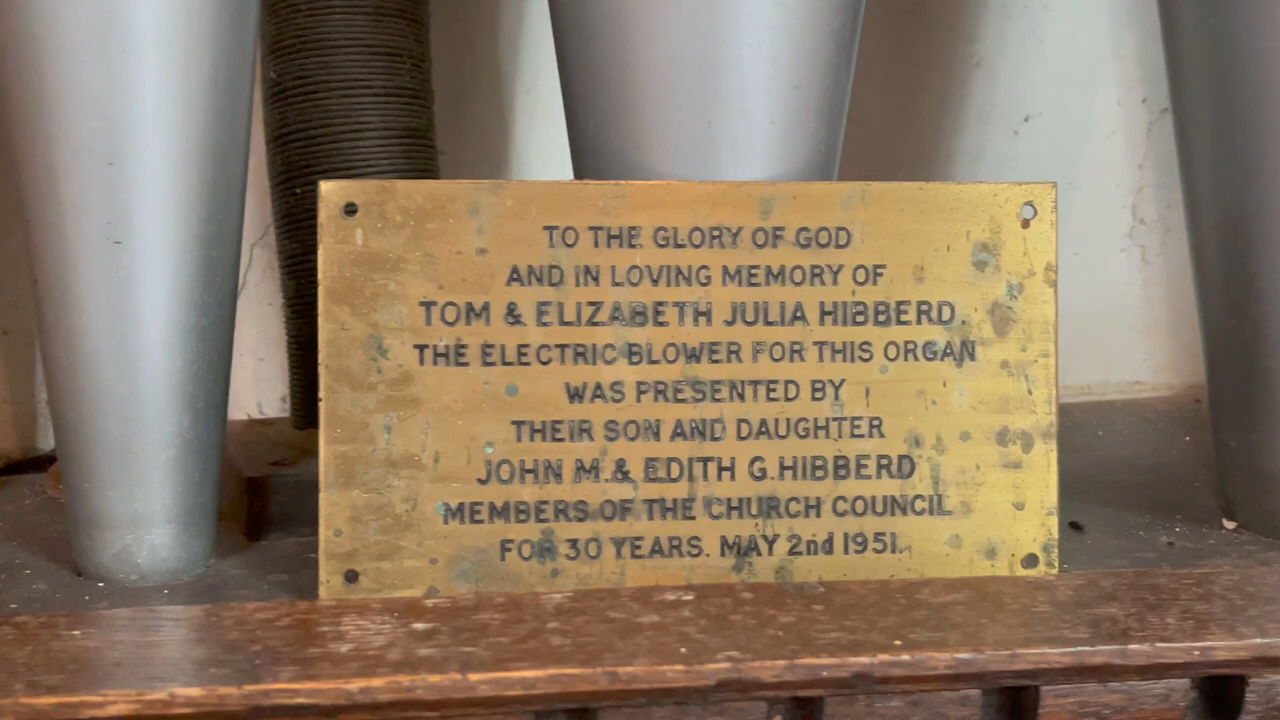 TO THE GLORY OF GOD
AND IN LOVING MEMORY OF
TOM & ELIZABETH JULIA HIBBERD.
THE ELECTRIC BLOWER FOR THIS ORGAN
WAS PRESENTED BY
THEIR SON AND DAUGHTER
JOHN M. & EDITH G. HIBBERD
MEMBERS OF THE CHURCH COUNCIL
FOR 30 YEARS. MAY 2nd 1951.